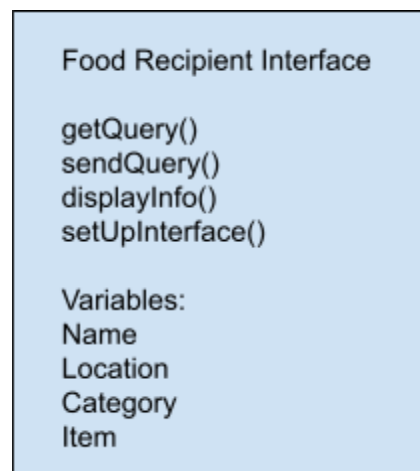 Food Recipient Interface
getQuery()
sendQuery()
displayInfo()
setUpInterface()
Variables:
Name
Location
Category
Item